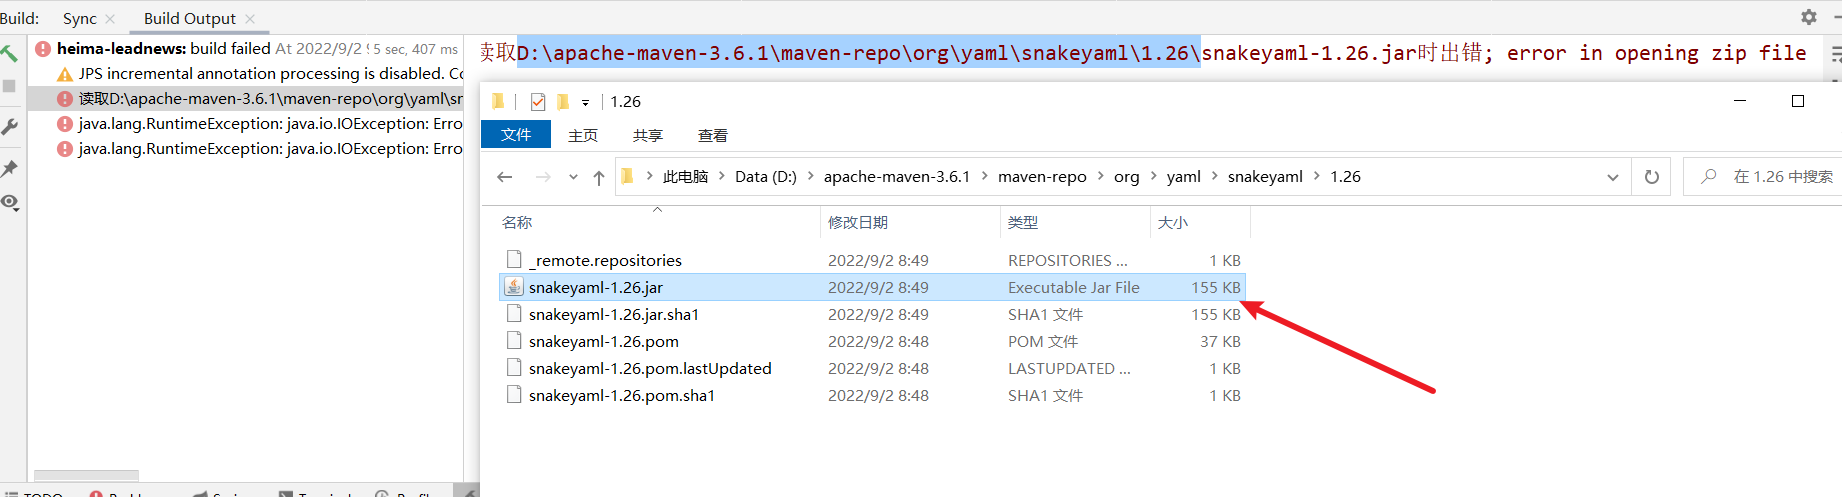 Build: Sync Build Output
heima-leadnews: build failed At 2022/9/2 5 sec, 407 ms
JPS incremental annotation processing is disabled. Co
读取D:\apache-maven-3.6.1\maven-repo\org\yaml\sn
java.lang.RuntimeException: java.io.IOException: Erro
java.lang.RuntimeException: java.io.IOException: Erro
读取D:\apache-maven-3.6.1\maven-repo\org\yaml\snakeyaml\1.26\snakeyaml-1.26.jar时出错; error in opening zip file
1.26
文件 主页 共享 查看
此电脑 Data (D:) apache-maven-3.6.1 maven-repo org yaml snakeyaml 1.26
在 1.26 中搜索
名称 修改日期 类型 大小
_remote.repositories 2022/9/2 8:49 REPOSITORIES ... 1 KB
snakeyaml-1.26.jar 2022/9/2 8:49 Executable Jar File 155 KB
snakeyaml-1.26.jar.sha1 2022/9/2 8:49 SHA1 文件 155 KB
snakeyaml-1.26.pom 2022/9/2 8:48 POM 文件 37 KB
snakeyaml-1.26.pom.lastUpdated 2022/9/2 8:48 LASTUPDATED ... 1 KB
snakeyaml-1.26.pom.sha1 2022/9/2 8:48 SHA1 文件 1 KB
TODO